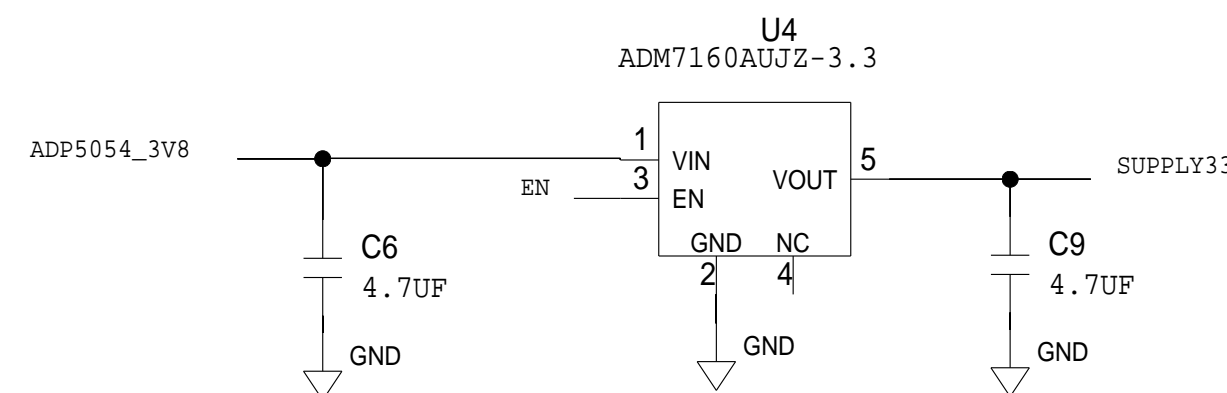 U4
ADM7160AUJZ-3.3
ADP5054_3V8
1
VIN
5
SUPPLY33
EN
3
EN
VOUT
GND
NC
2
4
C6
4.7UF
C9
4.7UF
GND
GND
GND